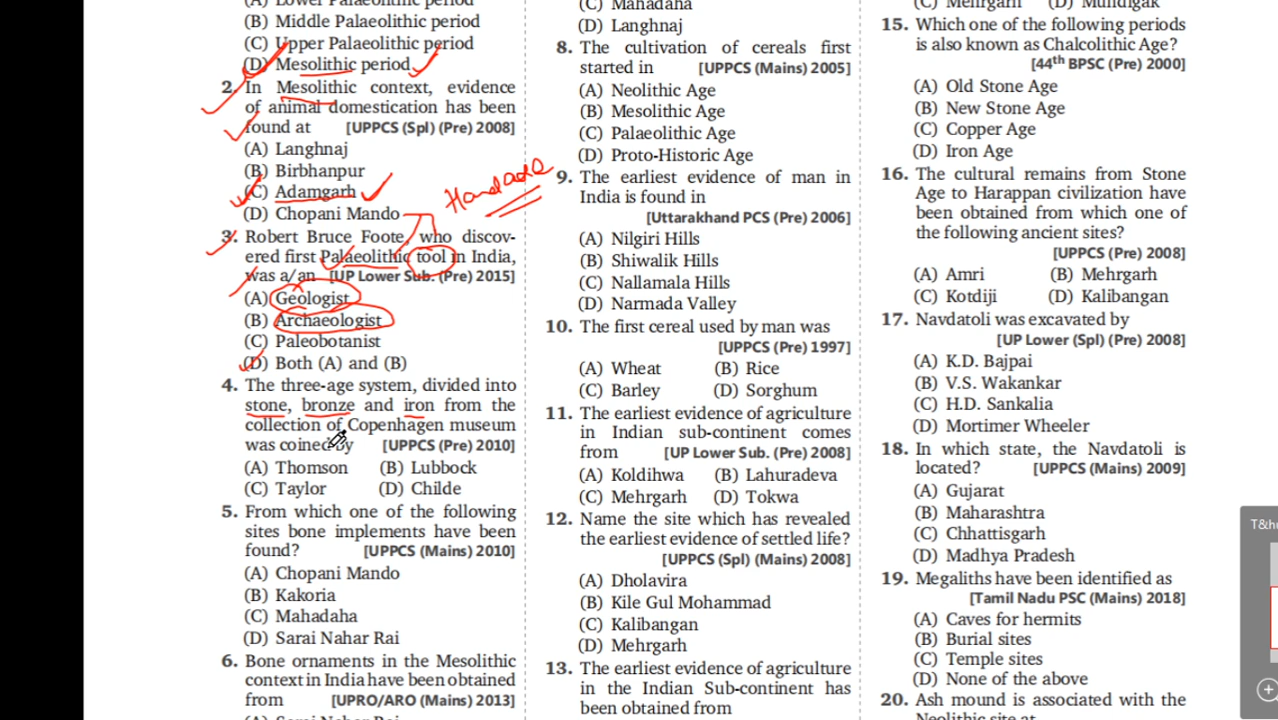 (A) Lower Palaeolithic period
(B) Middle Palaeolithic period
(C) Upper Palaeolithic period
(D) Mesolithic period
2. In Mesolithic context, evidence
of animal domestication has been
found at [UPPCS (Spl) (Pre) 2008]
(A) Langhnaj
(B) Birbhanpur
(C) Adamgarh
(D) Chopani Mando
Handaxe
3. Robert Bruce Foote, who discov-
ered first Palaeolithic tool in India,
was a/an [UP Lower Sub. (Pre) 2015]
(A) Geologist
(B) Archaeologist
(C) Paleobotanist
(D) Both (A) and (B)
4. The three-age system, divided into
stone, bronze and iron from the
collection of Copenhagen museum
was coined by [UPPCS (Pre) 2010]
(A) Thomson (B) Lubbock
(C) Taylor (D) Childe
5. From which one of the following
sites bone implements have been
found? [UPPCS (Mains) 2010]
(A) Chopani Mando
(B) Kakoria
(C) Mahadaha
(D) Sarai Nahar Rai
6. Bone ornaments in the Mesolithic
context in India have been obtained
from [UPRO/ARO (Mains) 2013]
(A) Sarai Nahar Rai
(C) Mahadaha
(D) Langhnaj
8. The cultivation of cereals first
started in [UPPCS (Mains) 2005]
(A) Neolithic Age
(B) Mesolithic Age
(C) Palaeolithic Age
(D) Proto-Historic Age
9. The earliest evidence of man in
India is found in
[Uttarakhand PCS (Pre) 2006]
(A) Nilgiri Hills
(B) Shiwalik Hills
(C) Nallamala Hills
(D) Narmada Valley
10. The first cereal used by man was
[UPPCS (Pre) 1997]
(A) Wheat (B) Rice
(C) Barley (D) Sorghum
11. The earliest evidence of agriculture
in Indian sub-continent comes
from [UP Lower Sub. (Pre) 2008]
(A) Koldihwa (B) Lahuradeva
(C) Mehrgarh (D) Tokwa
12. Name the site which has revealed
the earliest evidence of settled life?
[UPPCS (Spl) (Mains) 2008]
(A) Dholavira
(B) Kile Gul Mohammad
(C) Kalibangan
(D) Mehrgarh
13. The earliest evidence of agriculture
in the Indian Sub-continent has
been obtained from
(C) Mehrgarh (D) Mundigak
15. Which one of the following periods
is also known as Chalcolithic Age?
[44th BPSC (Pre) 2000]
(A) Old Stone Age
(B) New Stone Age
(C) Copper Age
(D) Iron Age
16. The cultural remains from Stone
Age to Harappan civilization have
been obtained from which one of
the following ancient sites?
[UPPCS (Pre) 2008]
(A) Amri (B) Mehrgarh
(C) Kotdiji (D) Kalibangan
17. Navdatoli was excavated by
[UP Lower (Spl) (Pre) 2008]
(A) K.D. Bajpai
(B) V.S. Wakankar
(C) H.D. Sankalia
(D) Mortimer Wheeler
18. In which state, the Navdatoli is
located? [UPPCS (Mains) 2009]
(A) Gujarat
(B) Maharashtra
(C) Chhattisgarh
(D) Madhya Pradesh
19. Megaliths have been identified as
[Tamil Nadu PSC (Mains) 2018]
(A) Caves for hermits
(B) Burial sites
(C) Temple sites
(D) None of the above
20. Ash mound is associated with the
Neolithic site at